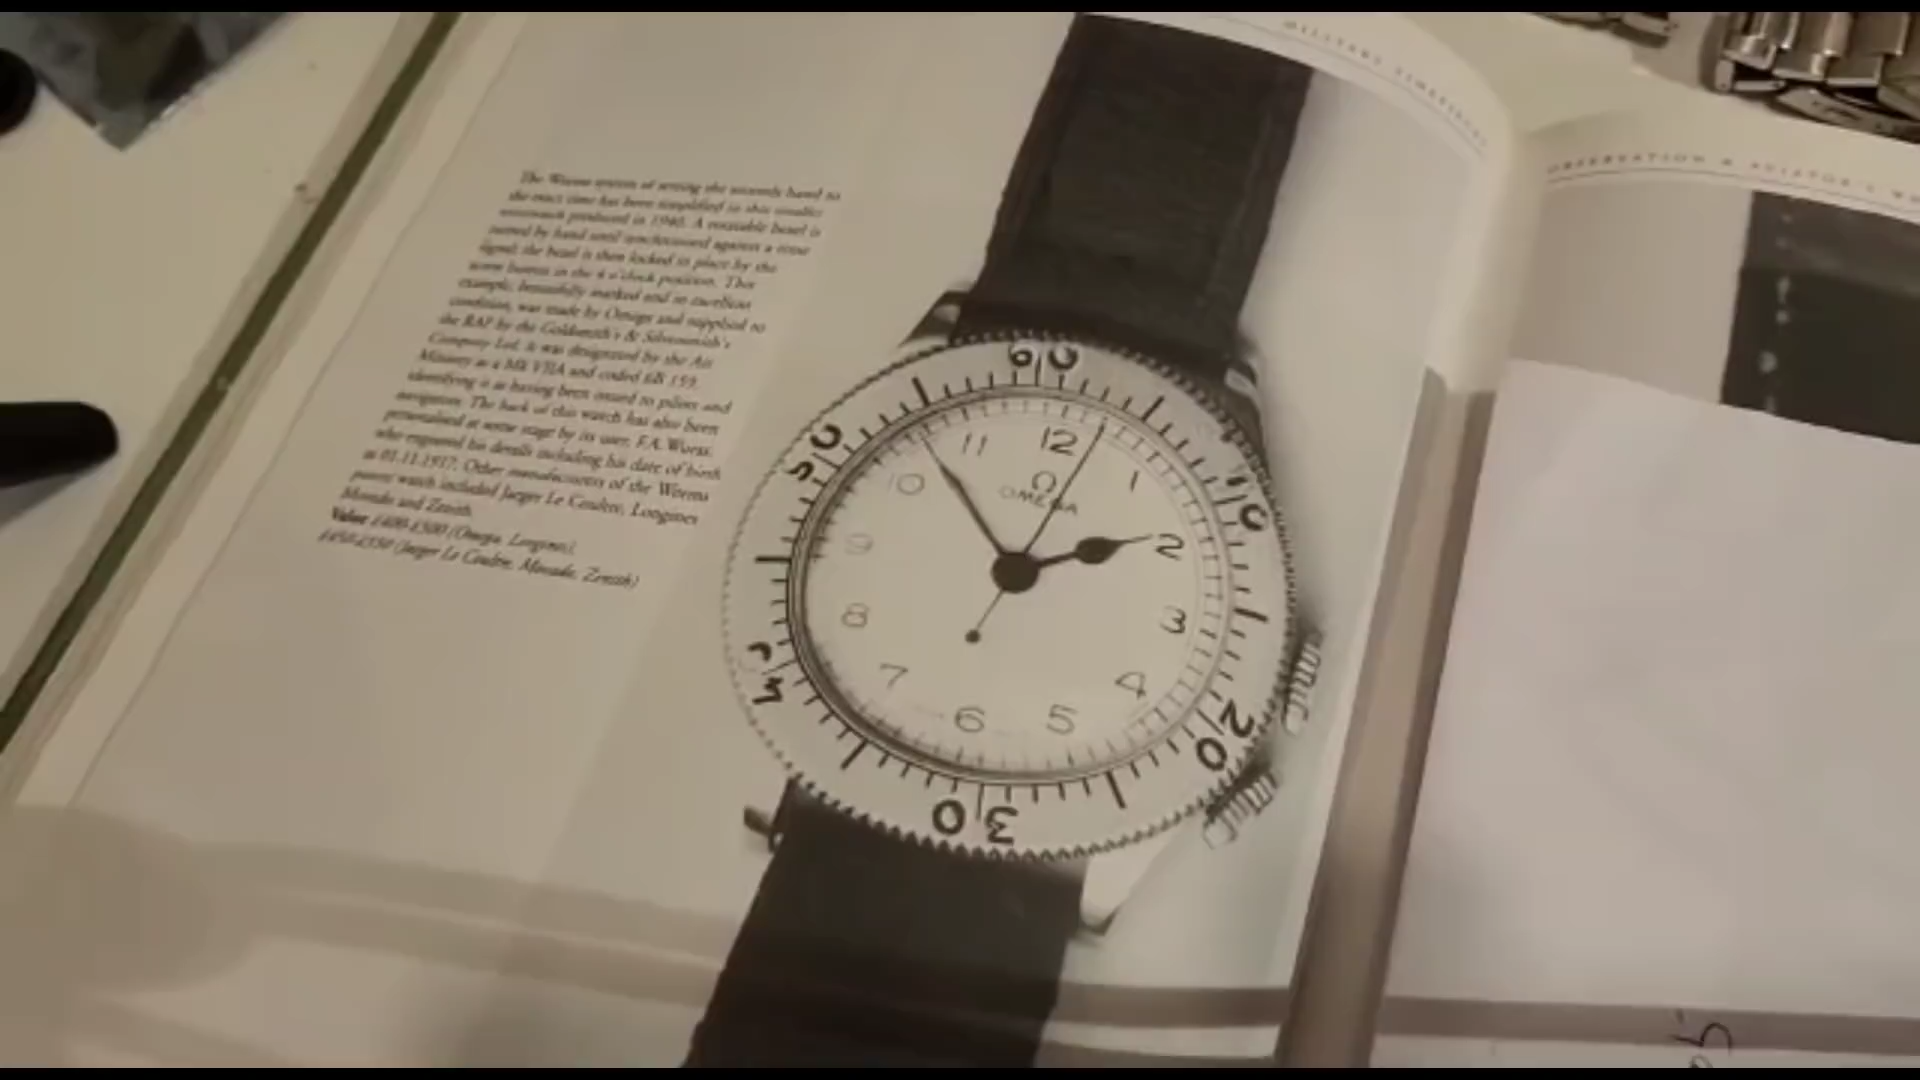 MILITARY TIMEPIECES
OBSERVATION & AVIATOR'S
The Weems system of setting the seconds hand to
the exact time has been simplified in this smaller
wristwatch produced in 1940. A rotatable bezel is
turned by hand until synchronised against a time
signal; the bezel is then locked in place by the
screw button in the 4 o'clock position. This
example, beautifully marked and in excellent
condition, was made by Omega and supplied to
the RAF by the Goldsmith's & Silversmith's
Company Ltd. It was designated by the Air
Ministry as a Mk VIIA and coded 6B/159,
identifying it as having been issued to pilots and
navigators. The back of this watch has also been
personalised at some stage by its user, F.A. Worss,
who engraved his details including his date of birth
as 01.11.1917. Other manufacturers of the Weems
patent watch included Jaeger Le Coultre, Longines
Movado and Zenith.
Value £400-£500 (Omega, Longines),
£450-£550 (Jaeger Le Coultre, Movado, Zenith)
60
10
20
30
40
50
12
1
2
3
4
5
6
7
8
9
10
11
Ω
OMEGA